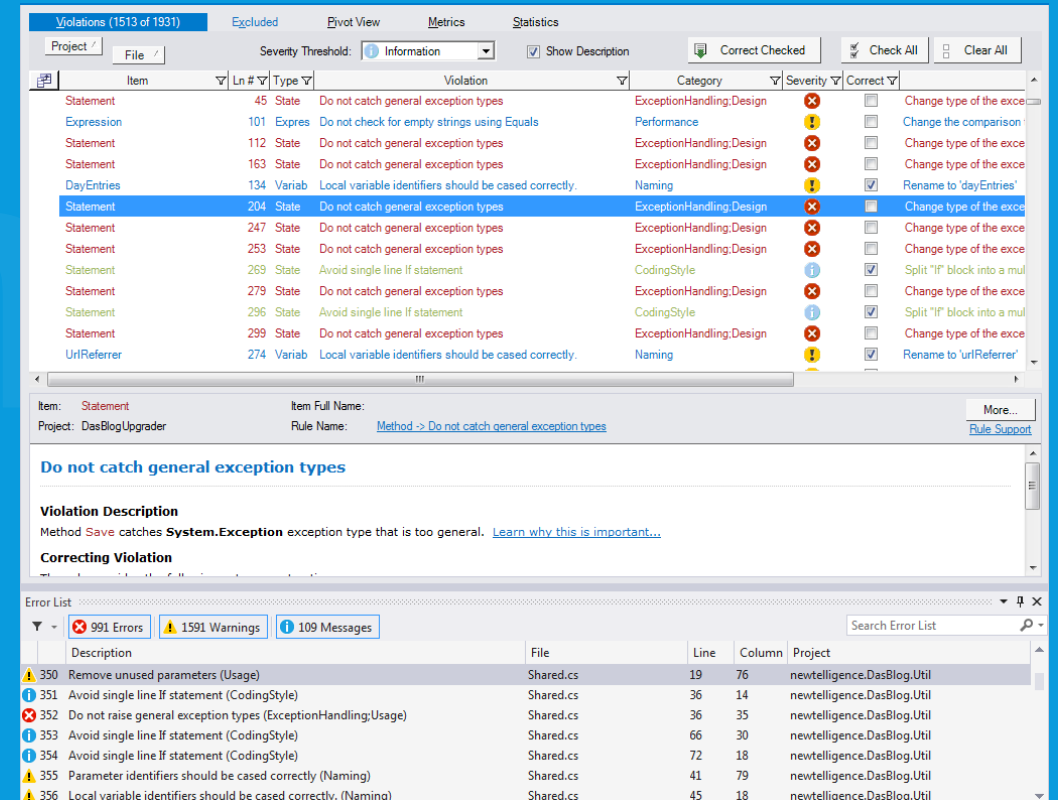 Violations (1513 of 1931) Excluded Pivot View Metrics Statistics
Project / File / Severity Threshold: Information Show Description Correct Checked Check All Clear All
Item Ln # Type Violation Category Severity Correct
Statement 45 State Do not catch general exception types ExceptionHandling;Design Change type of the exce
Expression 101 Expres Do not check for empty strings using Equals Performance Change the comparison
Statement 112 State Do not catch general exception types ExceptionHandling;Design Change type of the exce
Statement 163 State Do not catch general exception types ExceptionHandling;Design Change type of the exce
DayEntries 134 Variab Local variable identifiers should be cased correctly. Naming Rename to 'dayEntries'
Statement 204 State Do not catch general exception types ExceptionHandling;Design Change type of the exce
Statement 247 State Do not catch general exception types ExceptionHandling;Design Change type of the exce
Statement 253 State Do not catch general exception types ExceptionHandling;Design Change type of the exce
Statement 269 State Avoid single line If statement CodingStyle Split "If" block into a mul
Statement 279 State Do not catch general exception types ExceptionHandling;Design Change type of the exce
Statement 296 State Avoid single line If statement CodingStyle Split "If" block into a mul
Statement 299 State Do not catch general exception types ExceptionHandling;Design Change type of the exce
UrlReferrer 274 Variab Local variable identifiers should be cased correctly. Naming Rename to 'urlReferrer'
Item: Statement Item Full Name: More...
Project: DasBlogUpgrader Rule Name: Method -> Do not catch general exception types Rule Support
Do not catch general exception types
Violation Description
Method Save catches System.Exception exception type that is too general. Learn why this is important...
Correcting Violation
Error List
991 Errors 1591 Warnings 109 Messages Search Error List
Description File Line Column Project
350 Remove unused parameters (Usage) Shared.cs 19 76 newtelligence.DasBlog.Util
351 Avoid single line If statement (CodingStyle) Shared.cs 36 14 newtelligence.DasBlog.Util
352 Do not raise general exception types (ExceptionHandling;Usage) Shared.cs 36 35 newtelligence.DasBlog.Util
353 Avoid single line If statement (CodingStyle) Shared.cs 66 30 newtelligence.DasBlog.Util
354 Avoid single line If statement (CodingStyle) Shared.cs 72 18 newtelligence.DasBlog.Util
355 Parameter identifiers should be cased correctly (Naming) Shared.cs 41 79 newtelligence.DasBlog.Util
356 Local variable identifiers should be cased correctly. (Naming) Shared.cs 45 18 newtelligence.DasBlog.Util